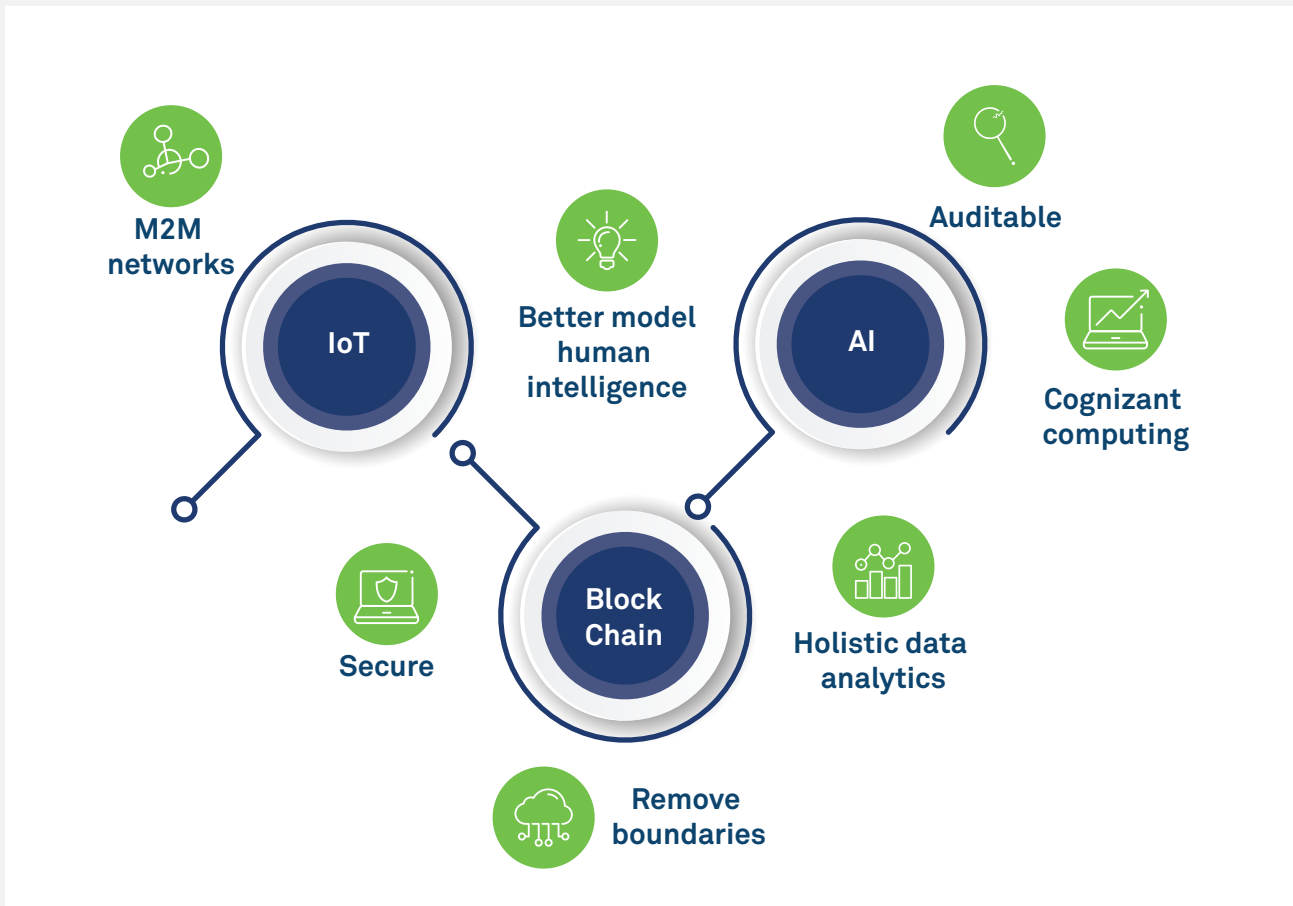 M2M
networks
IoT
Better model
human
intelligence
AI
Auditable
Cognizant
computing
Secure
Block
Chain
Holistic data
analytics
Remove
boundaries